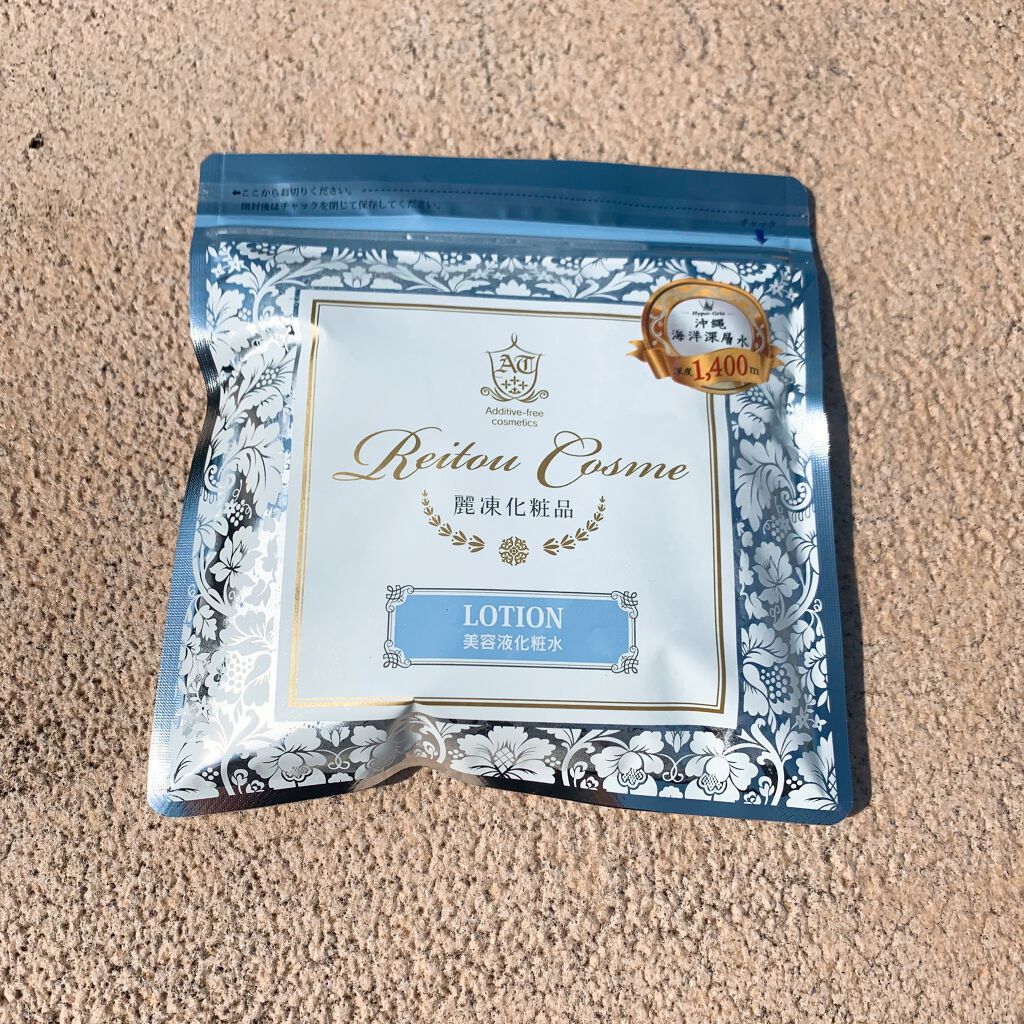 ⬅ここからお切りください。
開封後はチャックを閉じて保存してください。
チャック
Hyper-Gris
沖縄
海洋深層水
深度1,400m
AT
Additive-free
cosmetics
Reitou Cosme
麗凍化粧品
LOTION
美容液化粧水